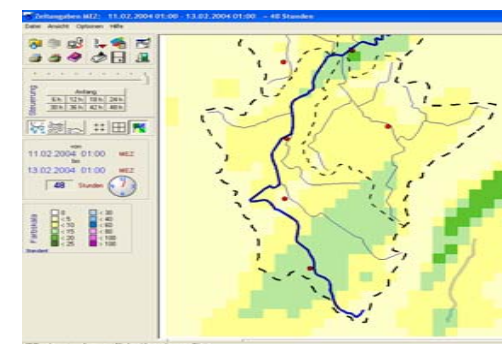 Zeitangaben MEZ: 11.02.2004 01:00 - 13.02.2004 01:00 - 48 Stunden
Datei Ansicht Optionen Hilfe
Steuerung
Anfang
6 h 12 h 18 h 24 h
30 h 36 h 42 h 48 h
von
11.02.2004 01:00 MEZ
bis
13.02.2004 01:00 MEZ
48 Stunden
Farbskala
0 < 30
< 5 < 40
< 10 < 60
< 15 < 80
< 20 < 100
< 25 > 100
Standard